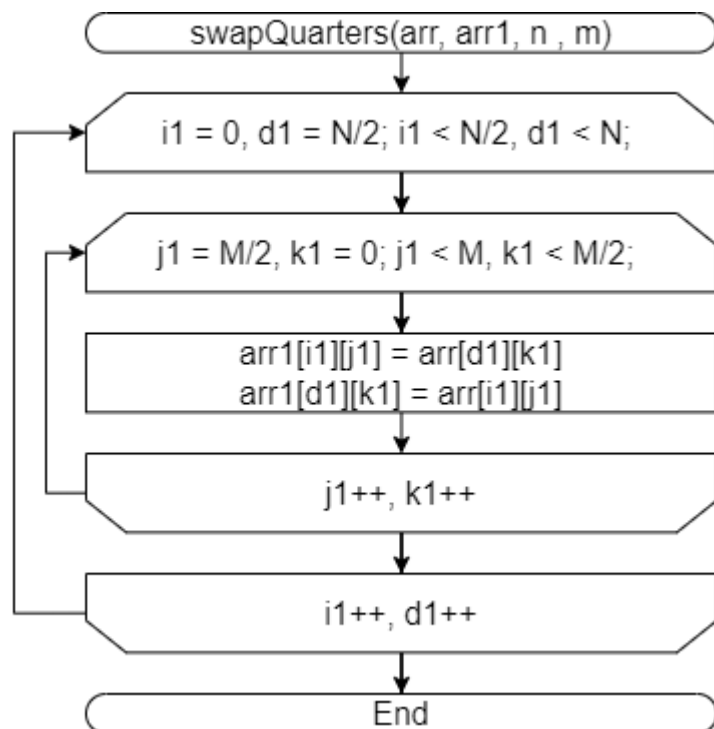 swapQuarters(arr, arr1, n , m)
i1 = 0, d1 = N/2; i1 < N/2, d1 < N;
j1 = M/2, k1 = 0; j1 < M, k1 < M/2;
arr1[i1][j1] = arr[d1][k1]
arr1[d1][k1] = arr[i1][j1]
j1++, k1++
i1++, d1++
End